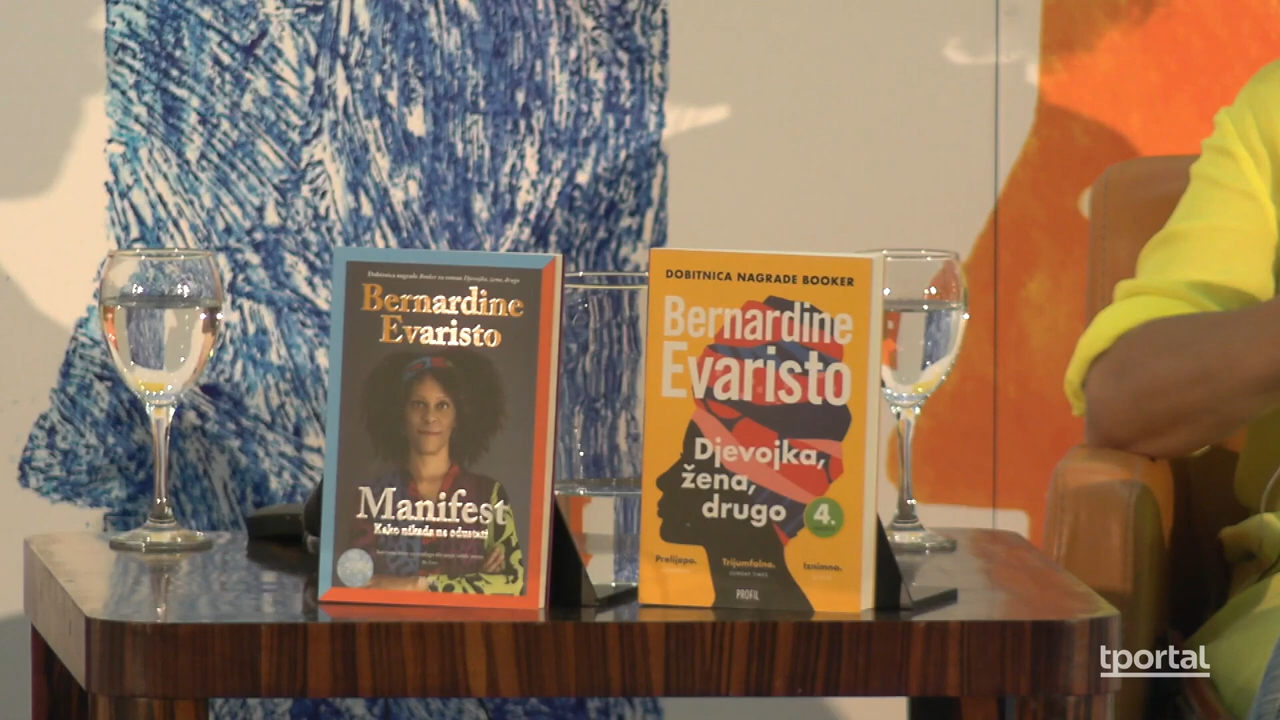 Dobitnica nagrade Booker za roman Djevojka, žena, drugo
Bernardine
Evaristo
Manifest
Kako nikada ne odustati
DOBITNICA NAGRADE BOOKER
Bernardine
Evaristo
Djevojka,
žena,
drugo
4.
Prelijepo.
Trijumfalno.
SUNDAY TIMES
Iznimno.
PROFIL
tportal